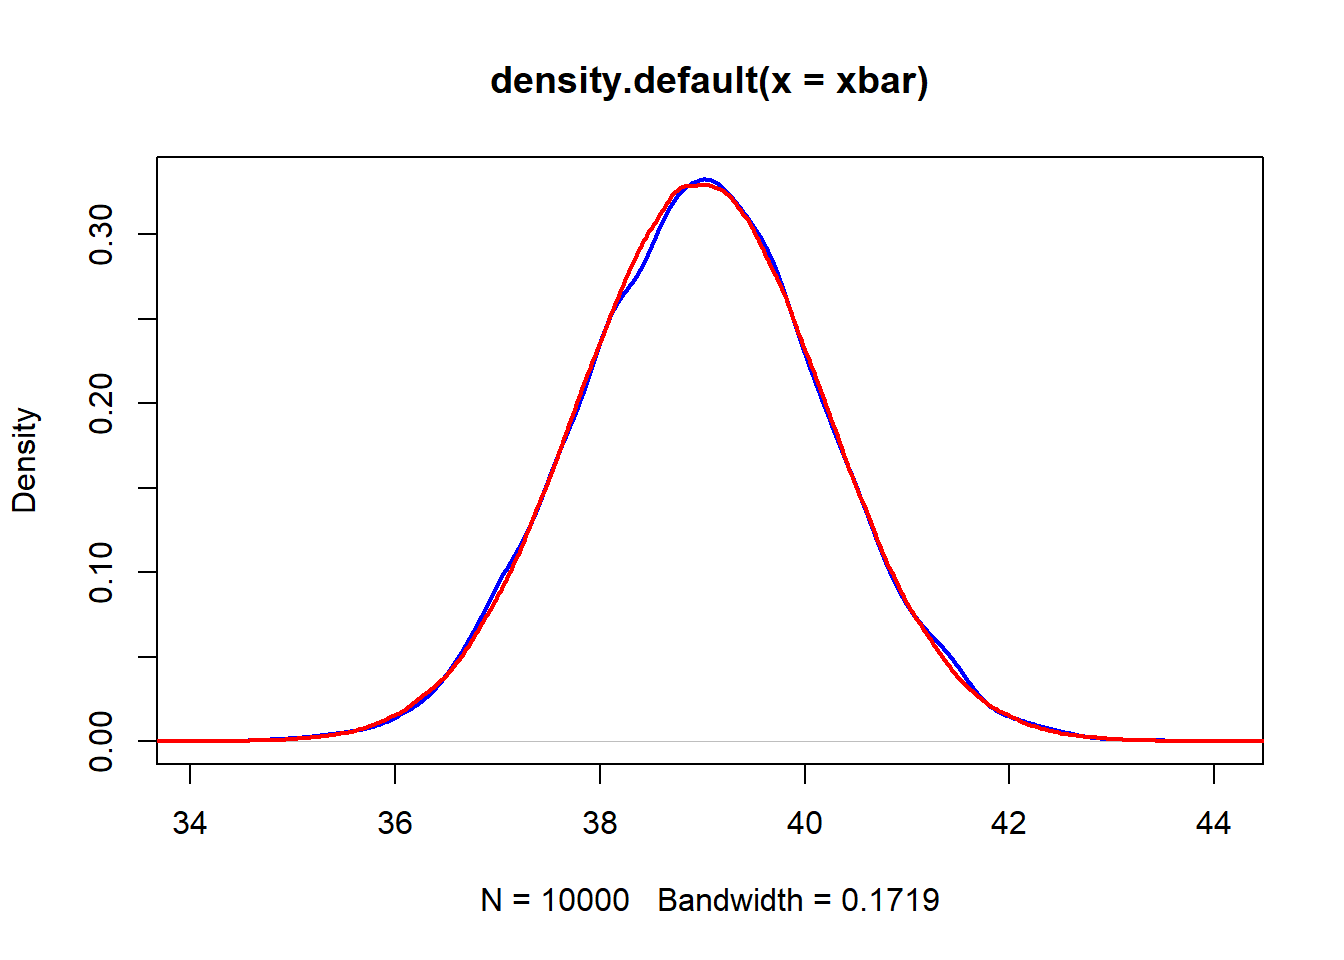 density.default(x = xbar)
Density
0.00 0.10 0.20 0.30
34 36 38 40 42 44
N = 10000 Bandwidth = 0.1719